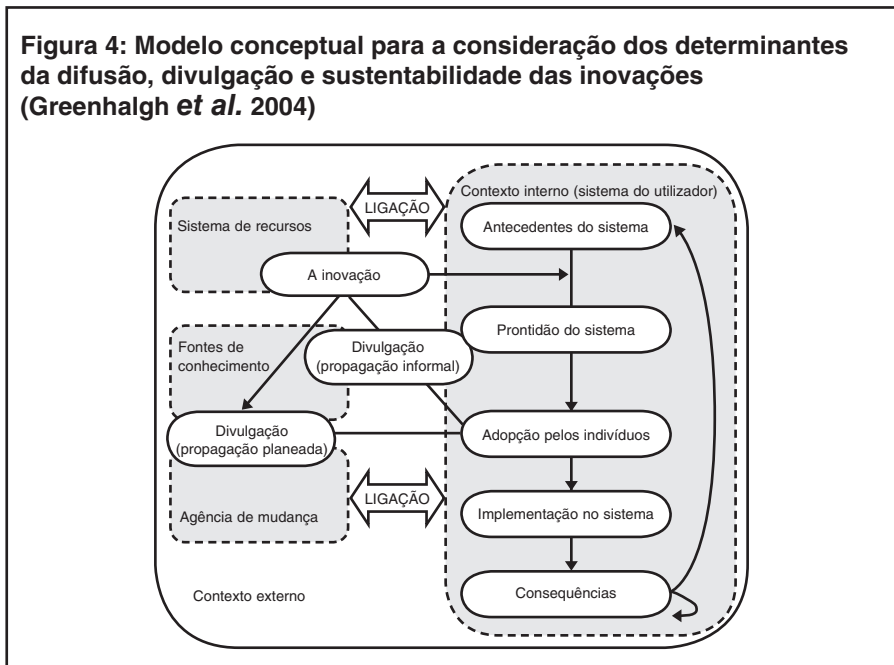 Figura 4: Modelo conceptual para a consideração dos determinantes
da difusão, divulgação e sustentabilidade das inovações
(Greenhalgh et al. 2004)
LIGAÇÃO
Contexto interno (sistema do utilizador)
Sistema de recursos
Antecedentes do sistema
A inovação
Prontidão do sistema
Fontes de
conhecimento
Divulgação
(propagação informal)
Divulgação
(propagação planeada)
Adopção pelos indivíduos
LIGAÇÃO
Agência de mudança
Implementação no sistema
Contexto externo
Consequências